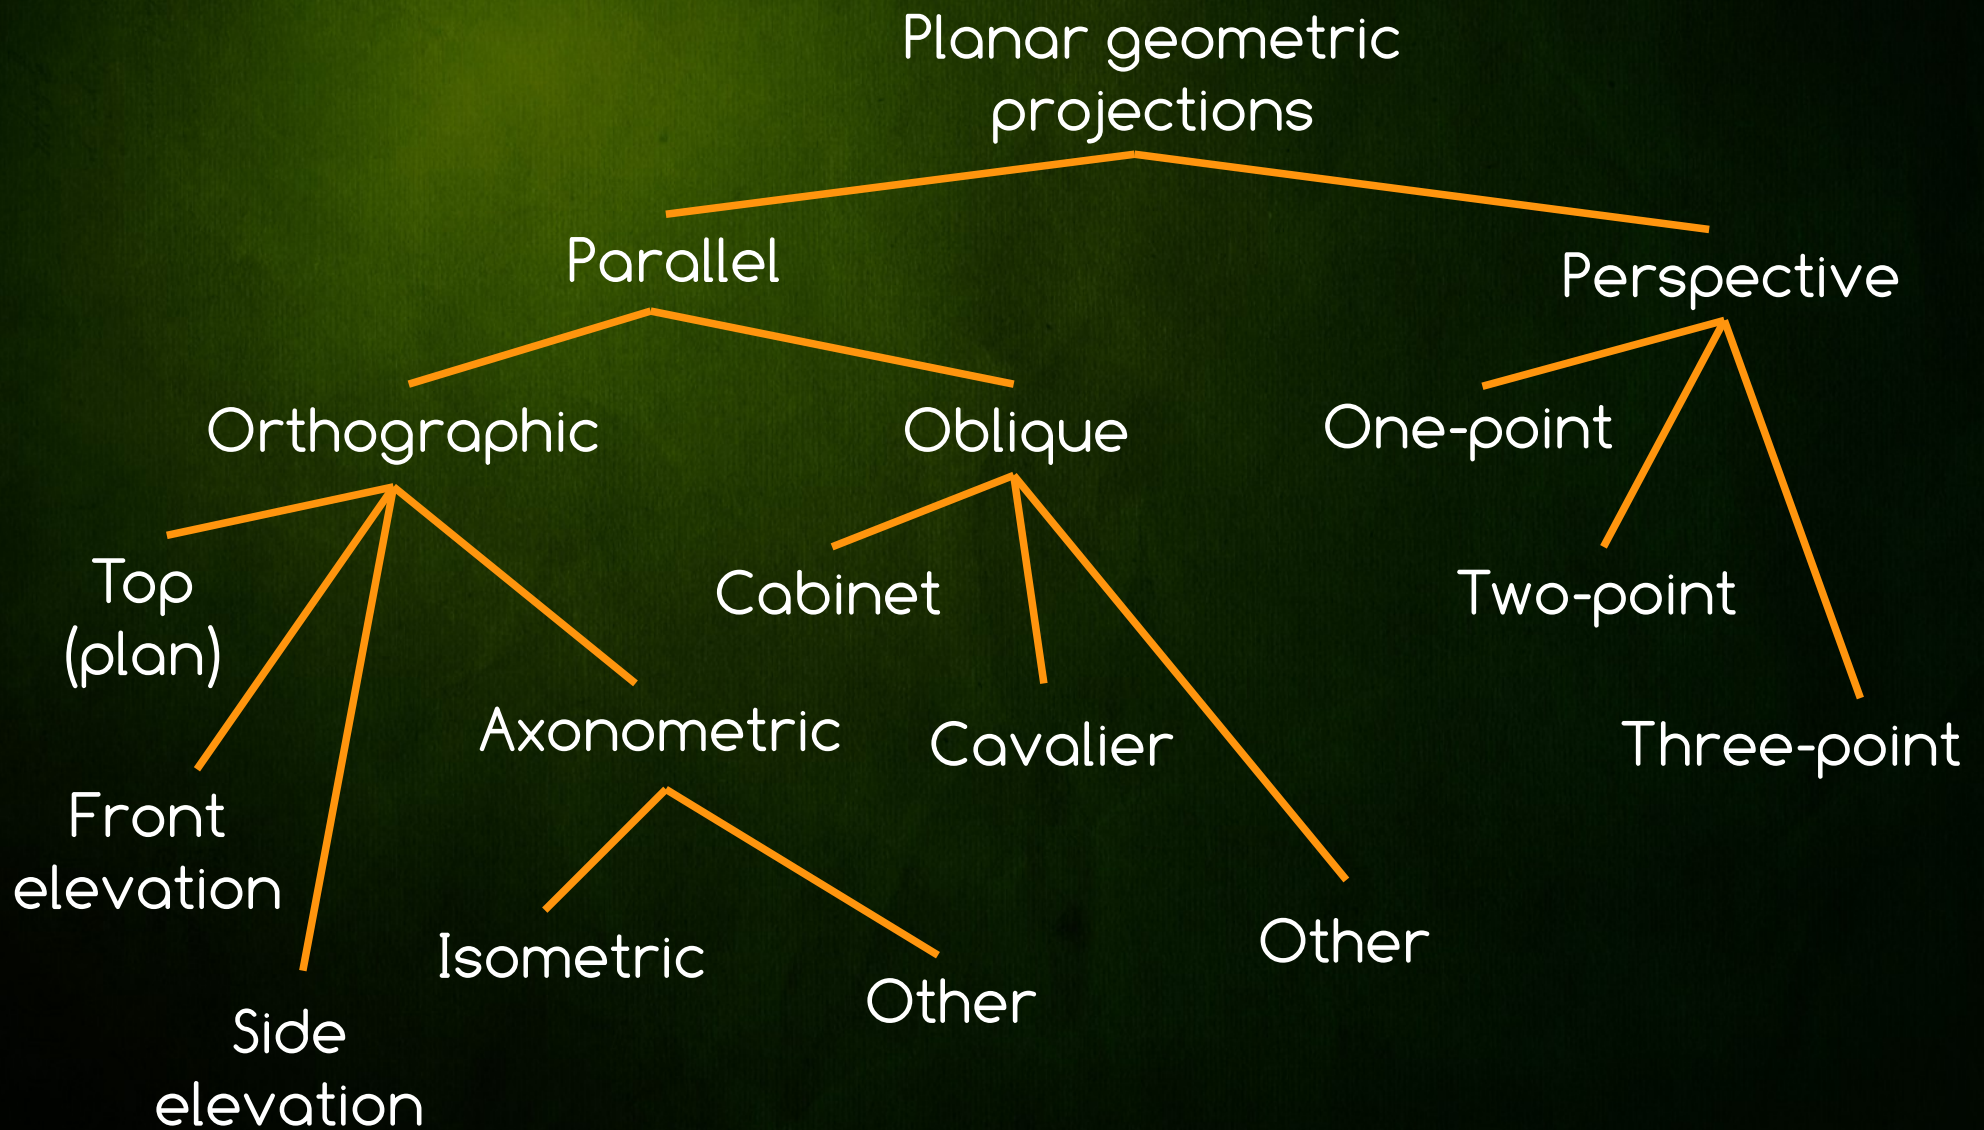 Planar geometric
projections
Parallel
Perspective
Orthographic
Oblique
One-point
Top
(plan)
Cabinet
Two-point
Axonometric
Cavalier
Three-point
Front
elevation
Isometric
Other
Other
Side
elevation